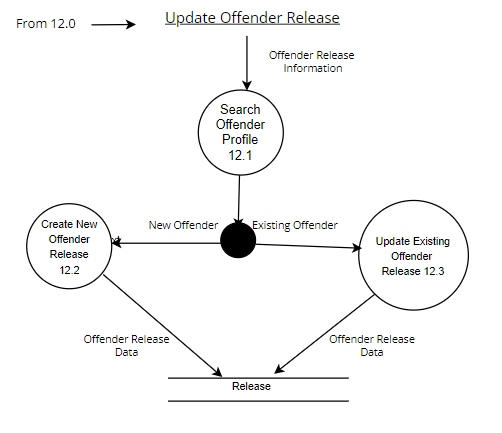 From 12.0
Update Offender Release
Offender Release
Information
Search
Offender
Profile
12.1
New Offender
Existing Offender
Create New
Offender
Release
12.2
Update Existing
Offender
Release 12.3
Offender Release
Data
Offender Release
Data
Release